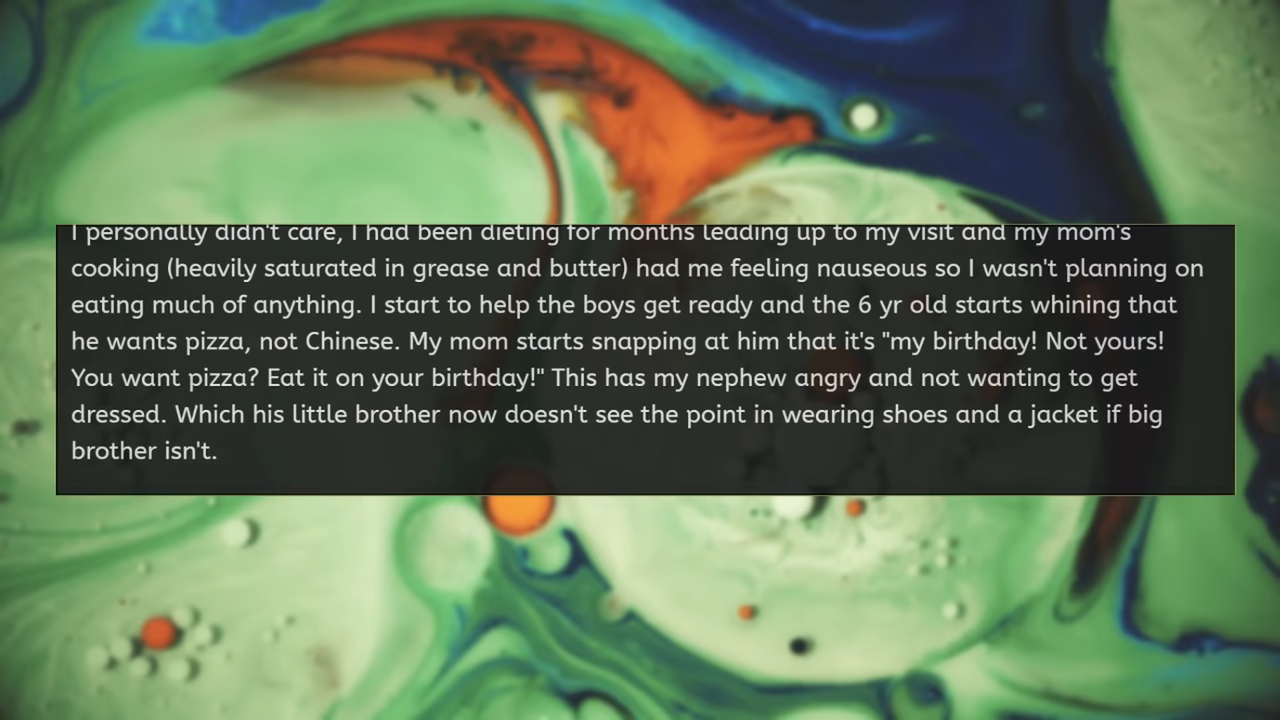 I personally didn't care, I had been dieting for months leading up to my visit and my mom's
cooking (heavily saturated in grease and butter) had me feeling nauseous so I wasn't planning on
eating much of anything. I start to help the boys get ready and the 6 yr old starts whining that
he wants pizza, not Chinese. My mom starts snapping at him that it's "my birthday! Not yours!
You want pizza? Eat it on your birthday!" This has my nephew angry and not wanting to get
dressed. Which his little brother now doesn't see the point in wearing shoes and a jacket if big
brother isn't.